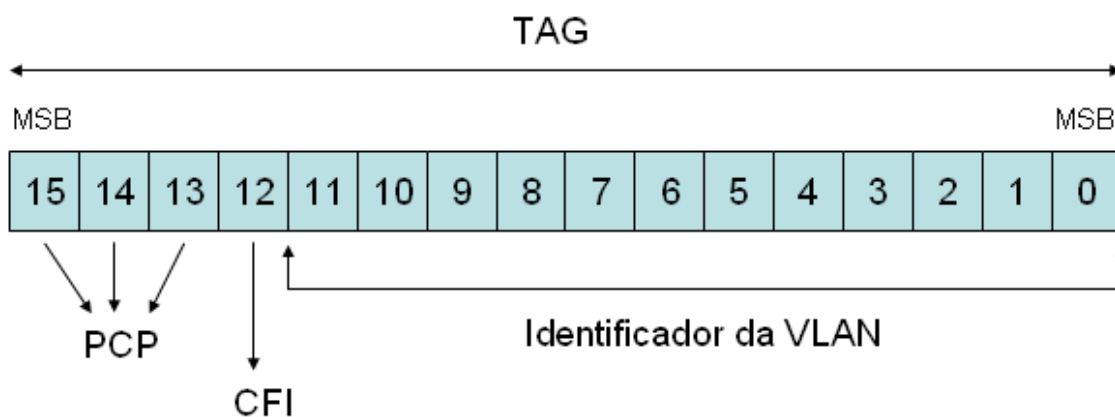 TAG
MSB MSB
15 14 13 12 11 10 9 8 7 6 5 4 3 2 1 0
PCP
Identificador da VLAN
CFI